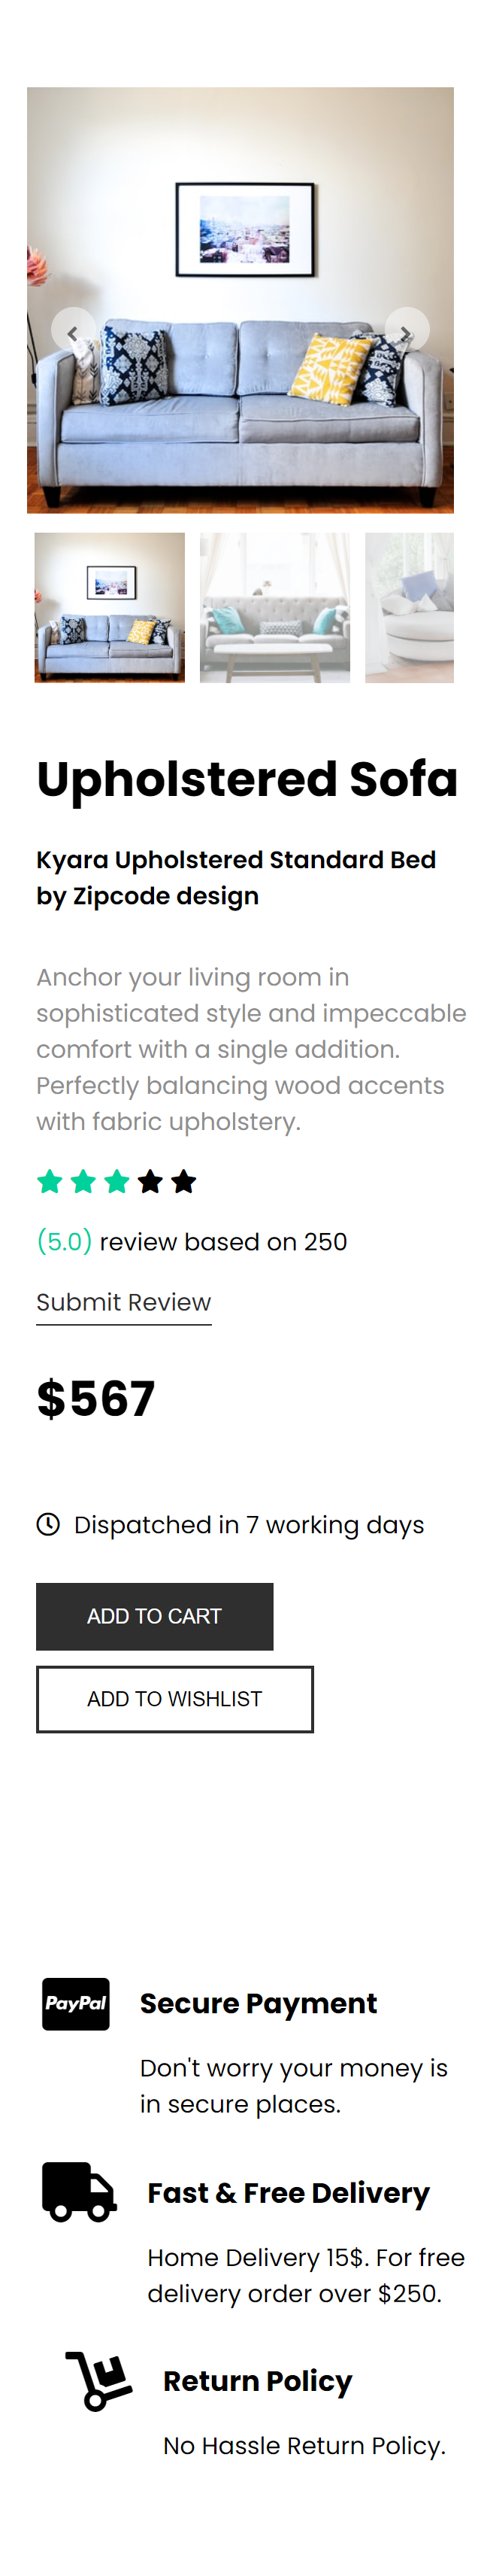 Upholstered Sofa
Kyara Upholstered Standard Bed
by Zipcode design
Anchor your living room in
sophisticated style and impeccable
comfort with a single addition.
Perfectly balancing wood accents
with fabric upholstery.
(5.0) review based on 250
Submit Review
$567
Dispatched in 7 working days
ADD TO CART
ADD TO WISHLIST
PayPal
Secure Payment
Don't worry your money is
in secure places.
Fast & Free Delivery
Home Delivery 15$. For free
delivery order over $250.
Return Policy
No Hassle Return Policy.